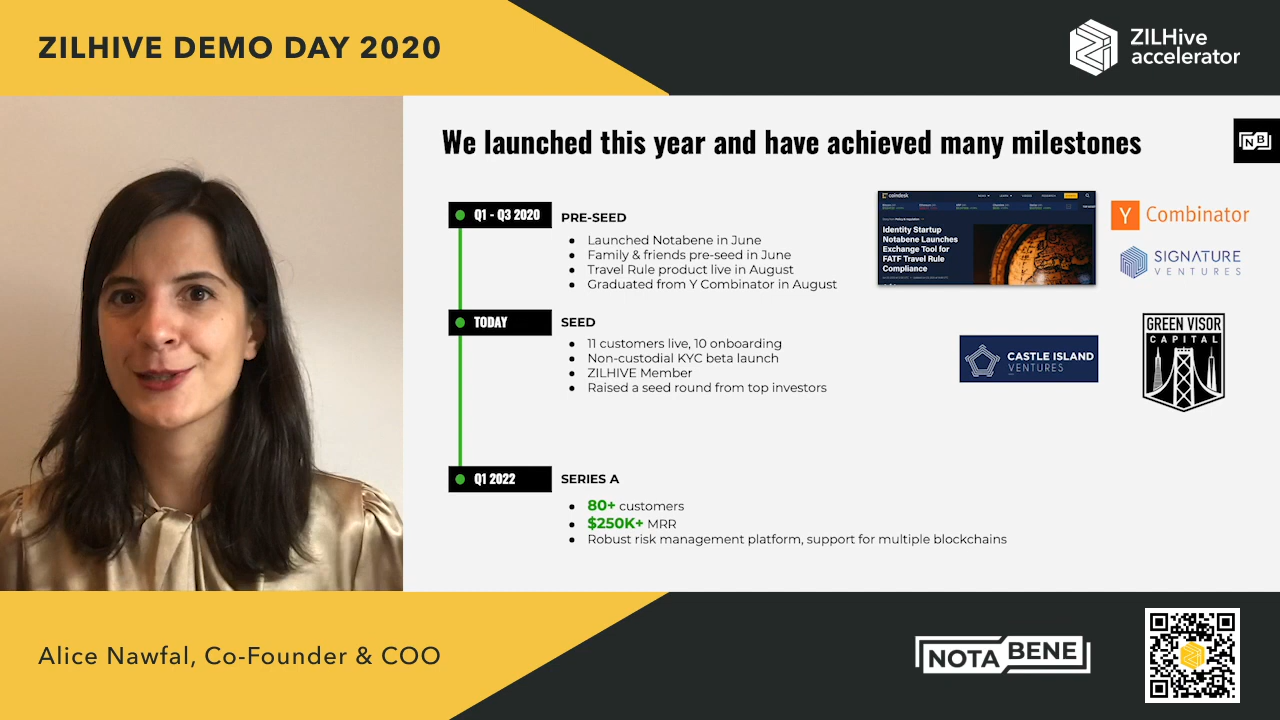 ZILHIVE DEMO DAY 2020
ZILHive
accelerator
We launched this year and have achieved many milestones
NB
Q1 - Q3 2020
PRE-SEED
Launched Notabene in June
Family & friends pre-seed in June
Travel Rule product live in August
Graduated from Y Combinator in August
coindesk
Identity Startup
Notabene Launches
Exchange Tool for
FATF Travel Rule
Compliance
Y Combinator
SIGNATURE
VENTURES
TODAY
SEED
11 customers live, 10 onboarding
Non-custodial KYC beta launch
ZILHIVE Member
Raised a seed round from top investors
CASTLE ISLAND
VENTURES
GREEN VISOR
CAPITAL
Q1 2022
SERIES A
80+ customers
$250K+ MRR
Robust risk management platform, support for multiple blockchains
Alice Nawfal, Co-Founder & COO
NOTABENE